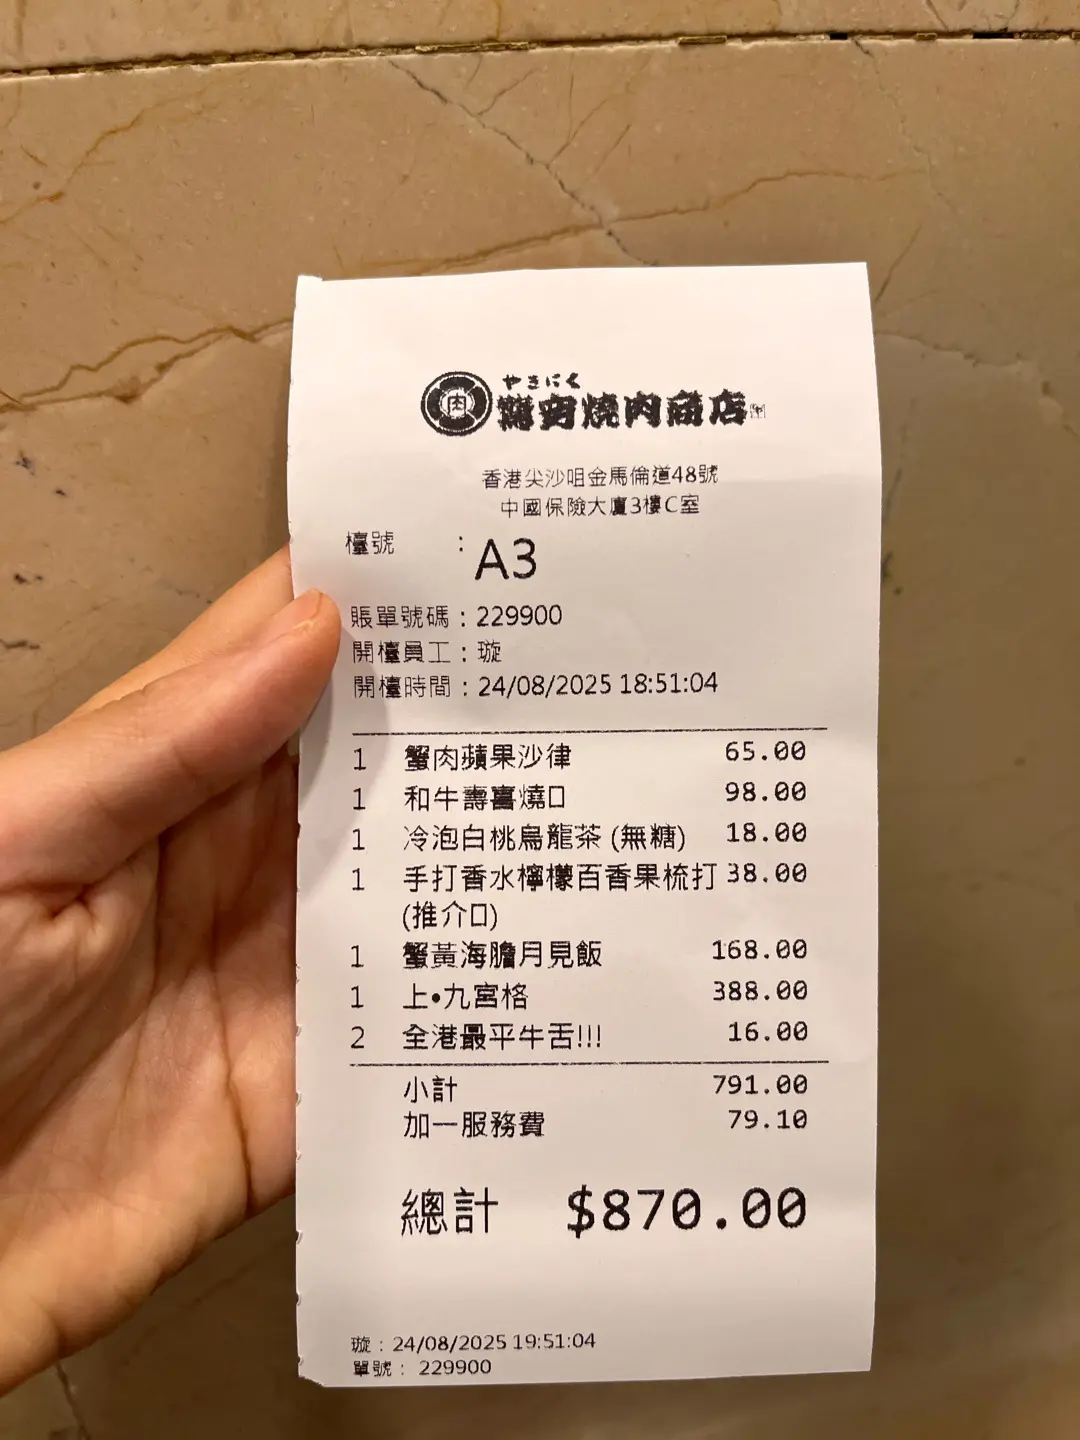 肉
やきにく
燒肉商店
香港尖沙咀金馬倫道48號
中國保險大廈3樓C室
檯號 : A3
賬單號碼 : 229900
開檯員工 : 璇
開檯時間 : 24/08/2025 18:51:04
1 蟹肉蘋果沙律 65.00
1 和牛壽喜燒口 98.00
1 冷泡白桃烏龍茶 (無糖) 18.00
1 手打香水檸檬百香果梳打 38.00
(推介口)
1 蟹黃海膽月見飯 168.00
1 上•九宮格 388.00
2 全港最平牛舌!!! 16.00
小計 791.00
加一服務費 79.10
總計 $870.00
璇 : 24/08/2025 19:51:04
單號 : 229900